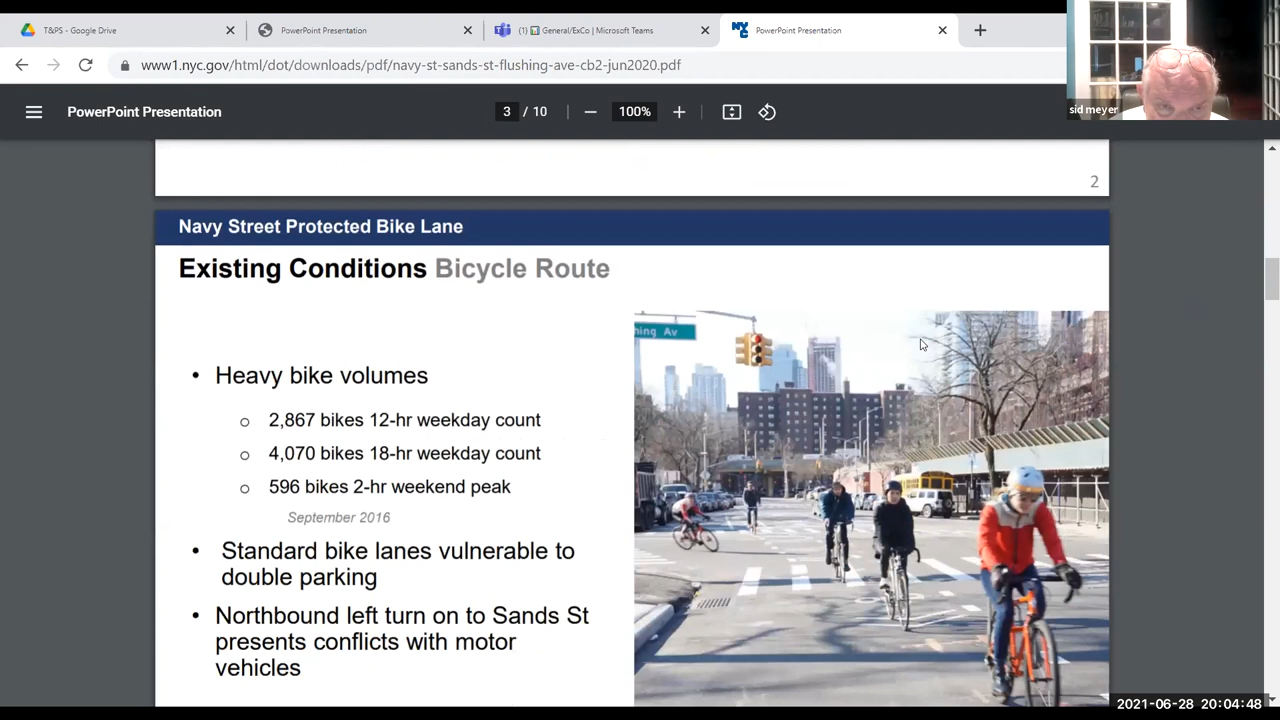 T&PS - Google Drive
PowerPoint Presentation
(1) General/ExCo | Microsoft Teams
NYC
PowerPoint Presentation
www1.nyc.gov/html/dot/downloads/pdf/navy-st-sands-st-flushing-ave-cb2-jun2020.pdf
sid meyer
PowerPoint Presentation
3 / 10
100%
2
Navy Street Protected Bike Lane
Existing Conditions Bicycle Route
hing Av
• Heavy bike volumes
o 2,867 bikes 12-hr weekday count
o 4,070 bikes 18-hr weekday count
o 596 bikes 2-hr weekend peak
September 2016
• Standard bike lanes vulnerable to
double parking
• Northbound left turn on to Sands St
presents conflicts with motor
vehicles
2021-06-28 20:04:48